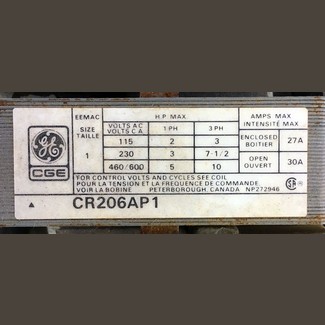 EEMAC
SIZE
TAILLE
1
H.P. MAX
VOLTS AC
VOLTS C A
1 PH
3 PH
115
2
3
230
3
7 1/2
460/600
5
10
AMPS MAX
INTENSITÉ MAX
ENCLOSED
BOITIER
27A
OPEN
OUVERT
30A
GE
CGE
FOR CONTROL VOLTS AND CYCLES SEE COIL
POUR LA TENSION ET LA FREQUENCE DE COMMANDE.
VOIR LA BOBINE PETERBOROUGH, CANADA NP272946
CR206AP1